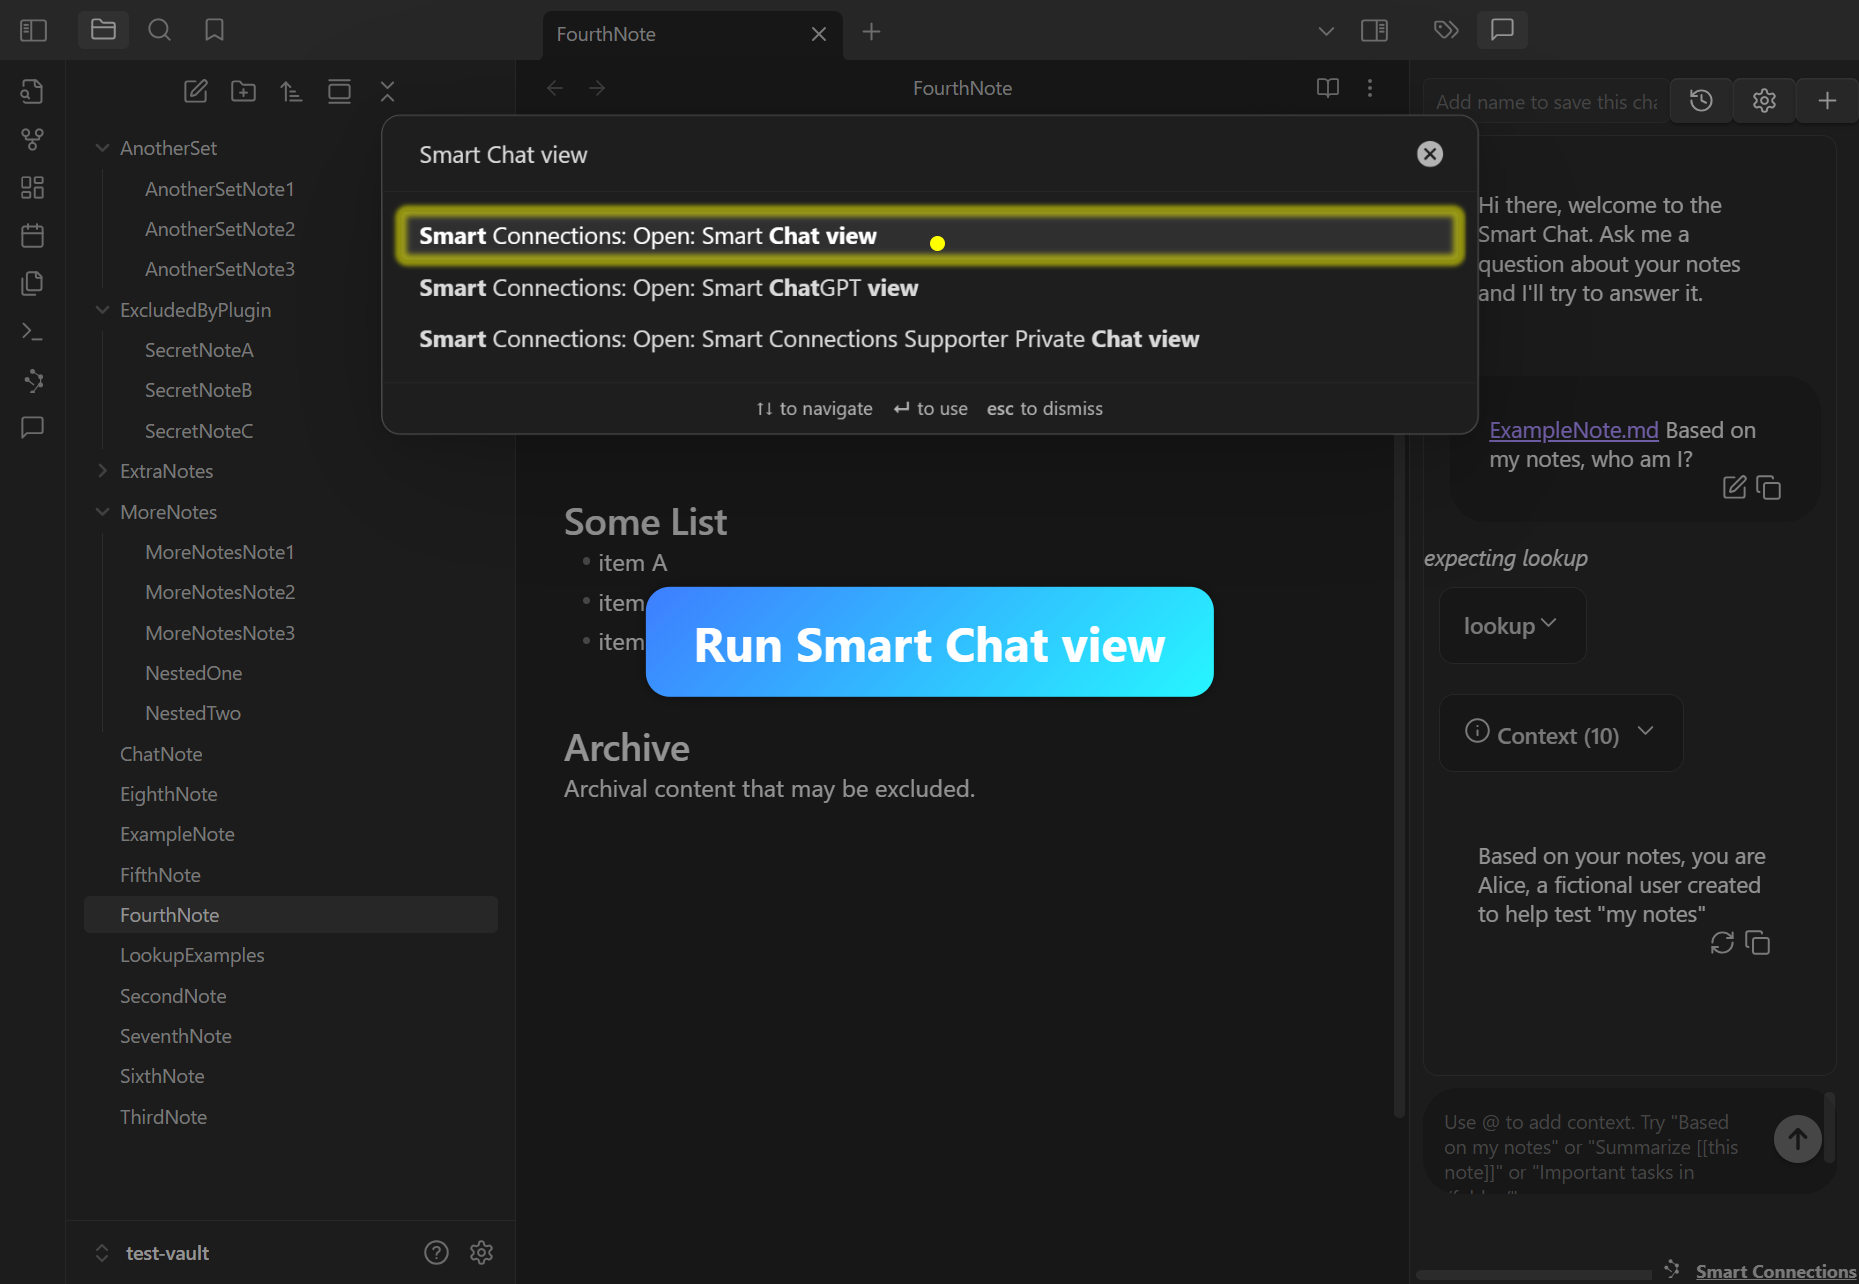 FourthNote
FourthNote
Add name to save this cha
AnotherSet
AnotherSetNote1
AnotherSetNote2
AnotherSetNote3
ExcludedByPlugin
SecretNoteA
SecretNoteB
SecretNoteC
ExtraNotes
MoreNotes
MoreNotesNote1
MoreNotesNote2
MoreNotesNote3
NestedOne
NestedTwo
ChatNote
EighthNote
ExampleNote
FifthNote
FourthNote
LookupExamples
SecondNote
SeventhNote
SixthNote
ThirdNote
test-vault
Smart Chat view
Smart Connections: Open: Smart Chat view
Smart Connections: Open: Smart ChatGPT view
Smart Connections: Open: Smart Connections Supporter Private Chat view
↑↓ to navigate ↵ to use esc to dismiss
Some List
• item A
• item
• item
Run Smart Chat view
Archive
Archival content that may be excluded.
Hi there, welcome to the
Smart Chat. Ask me a
question about your notes
and I'll try to answer it.
ExampleNote.md Based on
my notes, who am I?
expecting lookup
lookup
Context (10)
Based on your notes, you are
Alice, a fictional user created
to help test "my notes"
Use @ to add context. Try "Based
on my notes" or "Summarize [[this
note]]" or "Important tasks in
Smart Connections